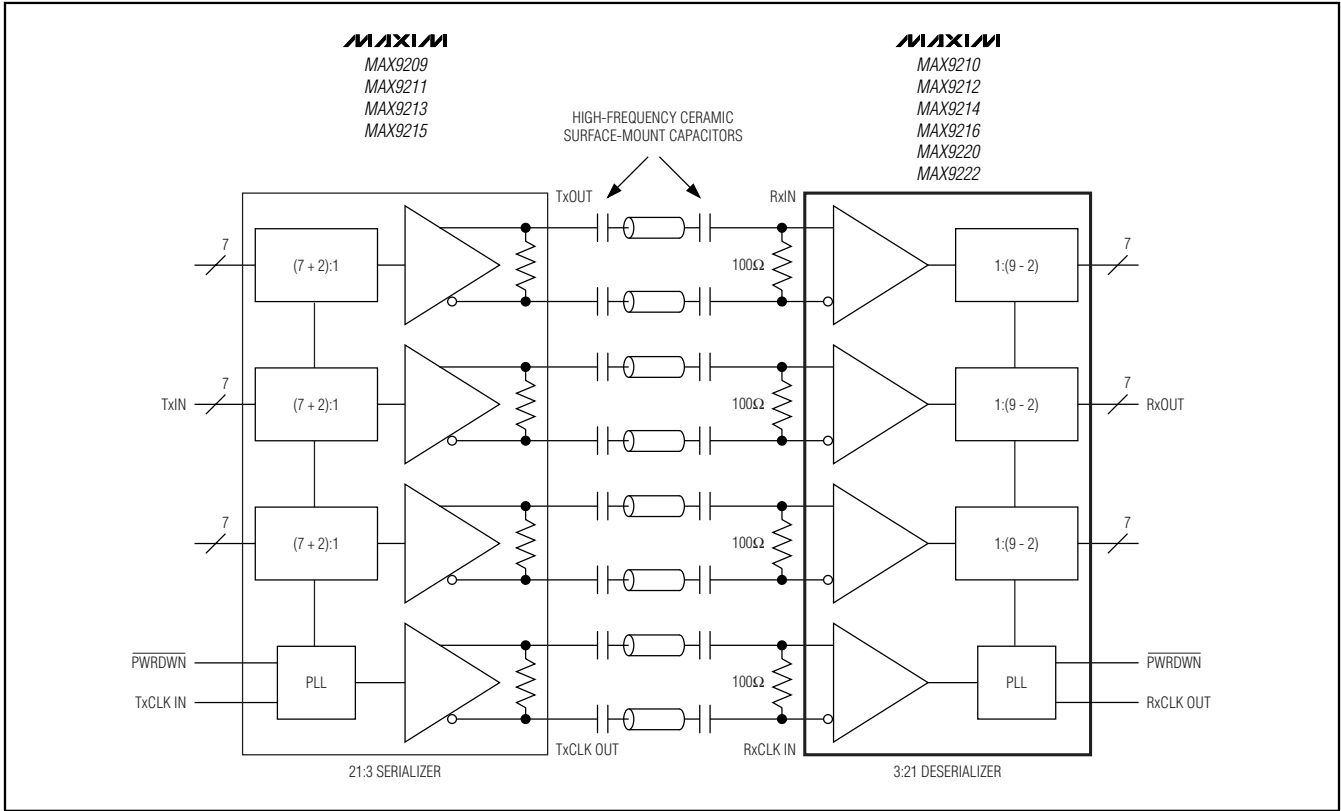 MAXIM
MAX9209
MAX9211
MAX9213
MAX9215
MAXIM
MAX9210
MAX9212
MAX9214
MAX9216
MAX9220
MAX9222
HIGH-FREQUENCY CERAMIC
SURFACE-MOUNT CAPACITORS
TxOUT
RxIN
7
(7 + 2):1
100Ω
1:(9 - 2)
7
TxIN
7
(7 + 2):1
100Ω
1:(9 - 2)
7
RxOUT
7
(7 + 2):1
100Ω
1:(9 - 2)
7
PWRDWN
TxCLK IN
PLL
100Ω
PLL
PWRDWN
RxCLK OUT
TxCLK OUT
RxCLK IN
21:3 SERIALIZER
3:21 DESERIALIZER